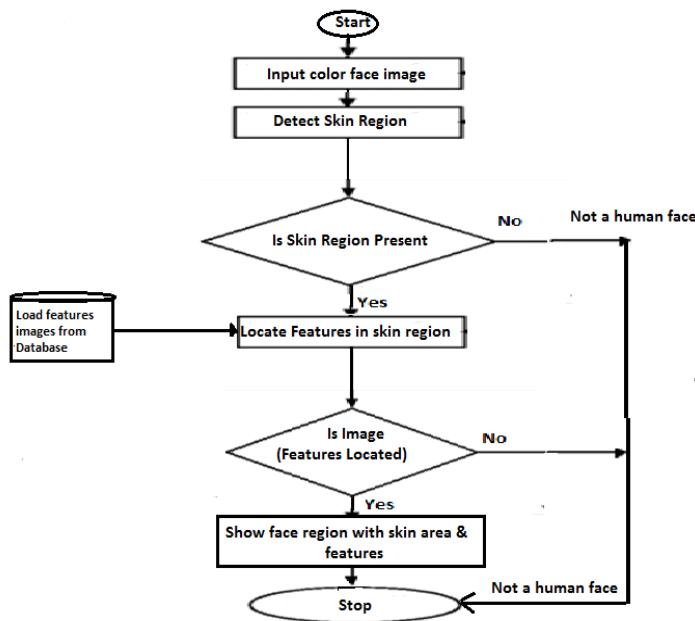 Start
Input color face image
Detect Skin Region
Is Skin Region Present
No
Not a human face
Yes
Load features
images from
Database
Locate Features in skin region
Is Image
(Features Located)
No
Yes
Show face region with skin area &
features
Not a human face
Stop